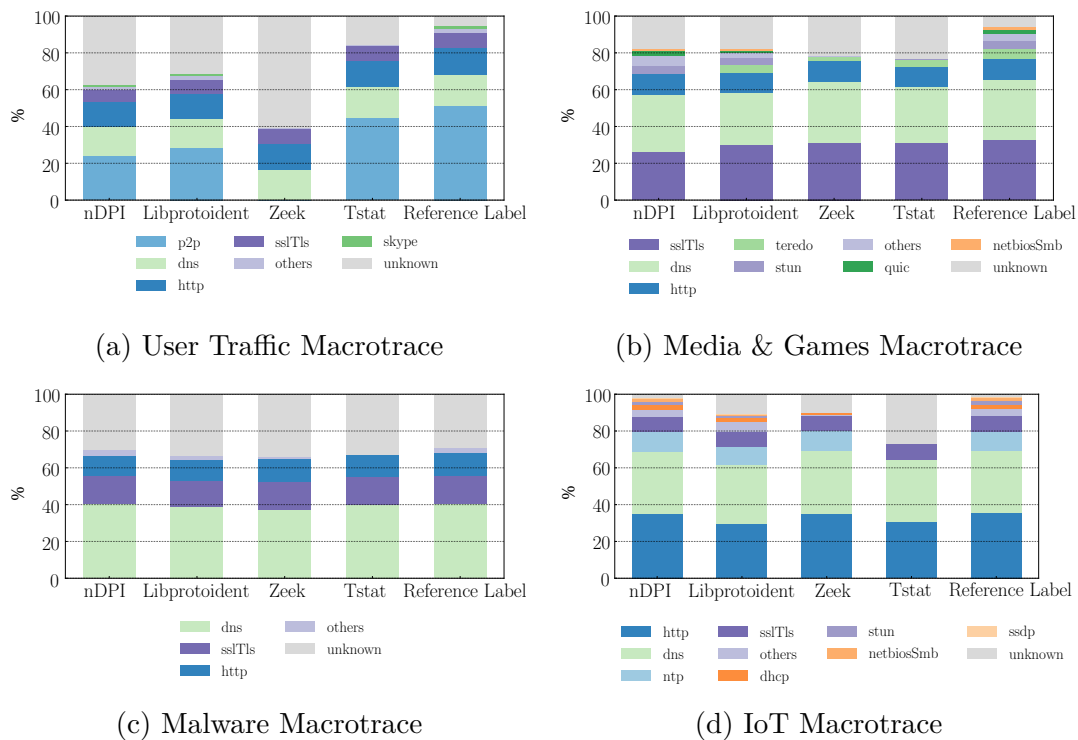 100
80
60
40
20
0
%
nDPI Libprotoident Zeek Tstat Reference Label
p2p sslTls skype
dns others unknown
http
(a) User Traffic Macrotrace
100
80
60
40
20
0
%
nDPI Libprotoident Zeek Tstat Reference Label
sslTls teredo others netbiosSmb
dns stun quic unknown
http
(b) Media & Games Macrotrace
100
80
60
40
20
0
%
nDPI Libprotoident Zeek Tstat Reference Label
dns others
sslTls unknown
http
(c) Malware Macrotrace
100
80
60
40
20
0
%
nDPI Libprotoident Zeek Tstat Reference Label
http sslTls stun ssdp
dns others netbiosSmb unknown
ntp dhcp
(d) IoT Macrotrace